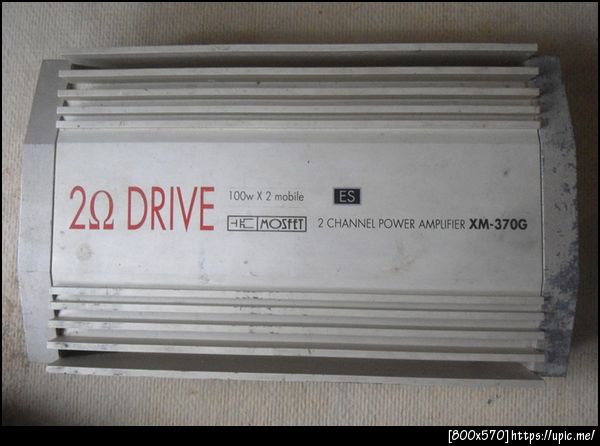 2Ω DRIVE
100w X 2 mobile
ES
MOSFET
2 CHANNEL POWER AMPLIFIER XM-370G
[800x570]https://upic.me/